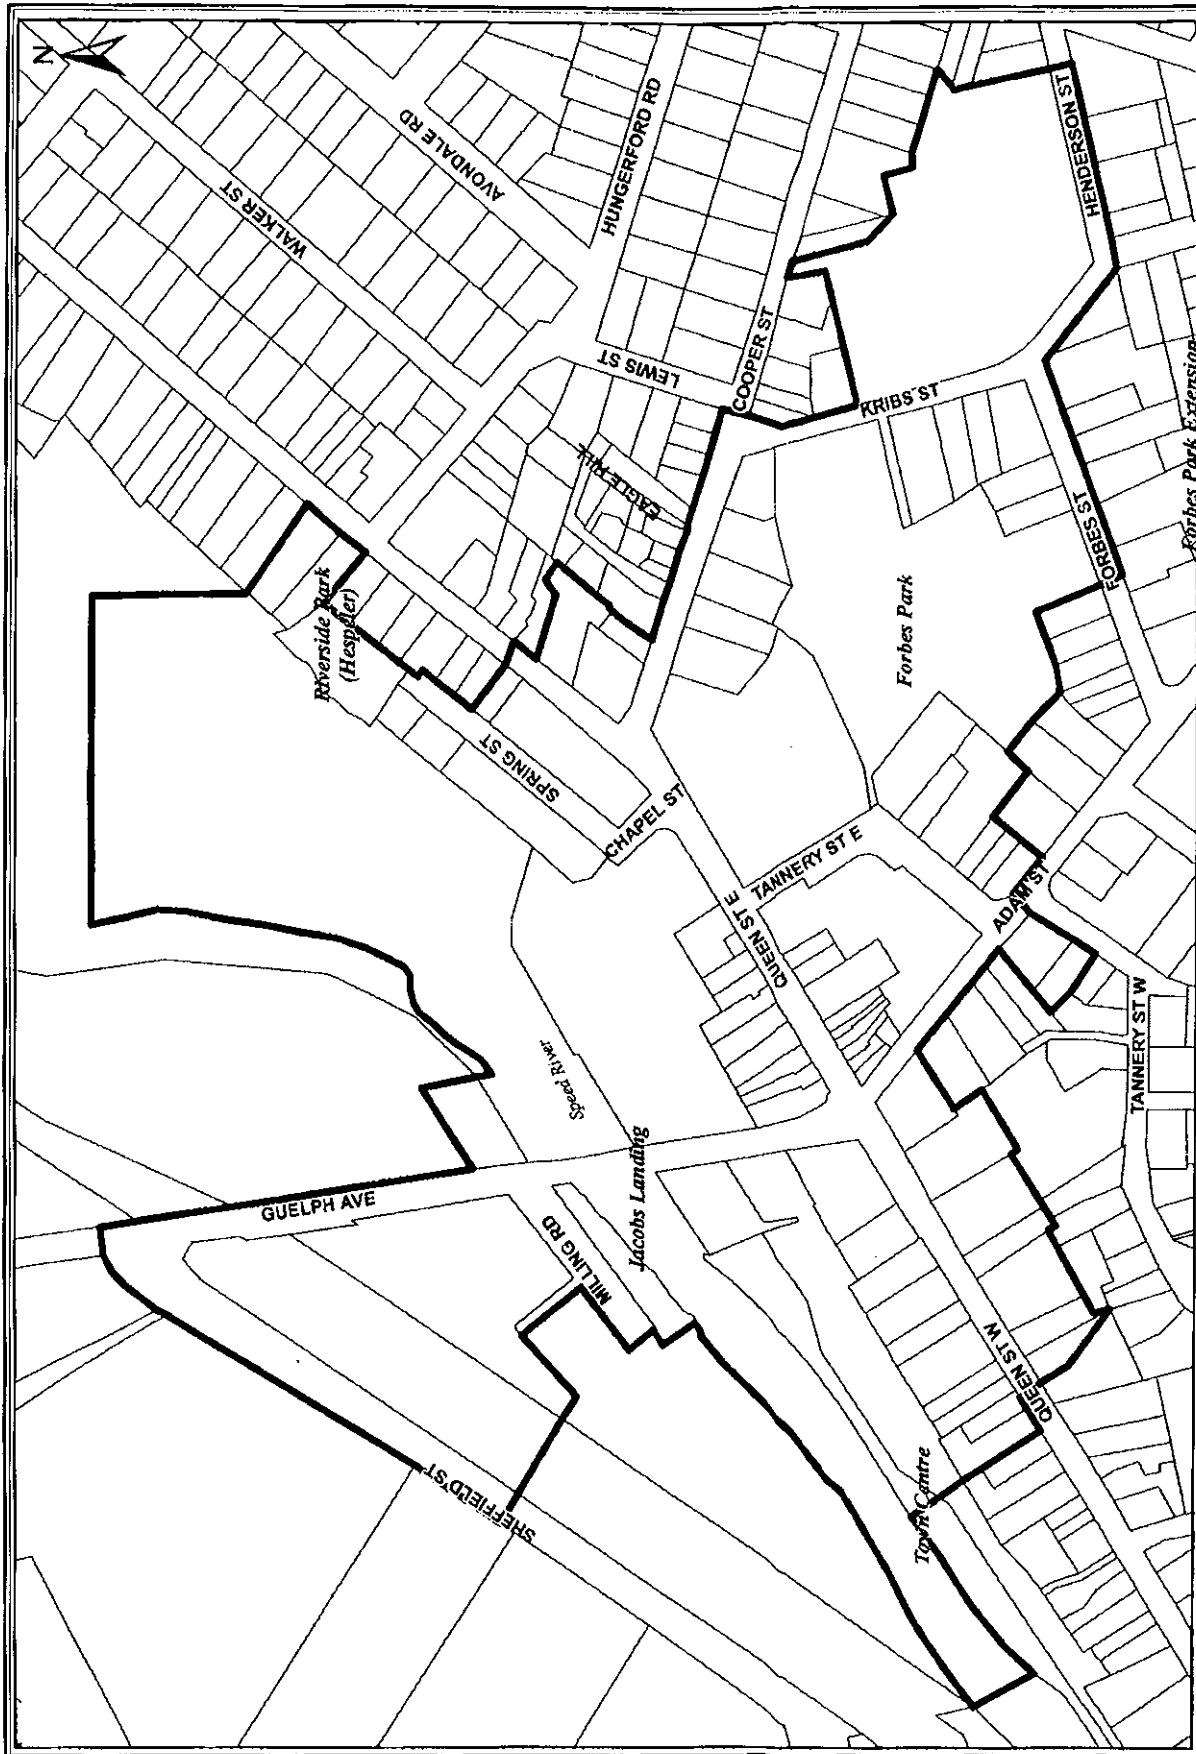 N
AVONDALE RD
HUNGERFORD RD
WALKER ST
HENDERSON ST
LEWIS ST
COOPER ST
KRIBS ST
EAGLE HILL
Forbes Park Extension
FORBES ST
Riverside Park
(Hespeler)
Forbes Park
SPRING ST
CHAPEL ST
TANNERY ST E
QUEEN ST E
ADAM ST
TANNERY ST W
Speed River
Jacobs Landing
GUELPH AVE
MILLING RD
QUEEN ST W
SHEFFIELD ST
Town Centre